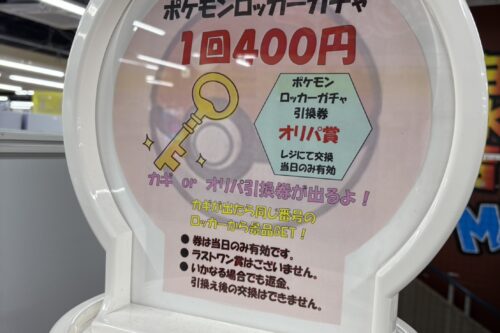 ポケモンロッカーガチャ
1回400円
ポケモン
ロッカーガチャ
引換券
オリパ賞
レジにて交換
当日のみ有効
カギ or オリパ引換券が出るよ!
カギが出たら同じ番号の
ロッカーから景品GET!
● 券は当日のみ有効です。
● ラストワン賞はございません。
● いかなる場合でも返金、
引換え後の交換はできません。